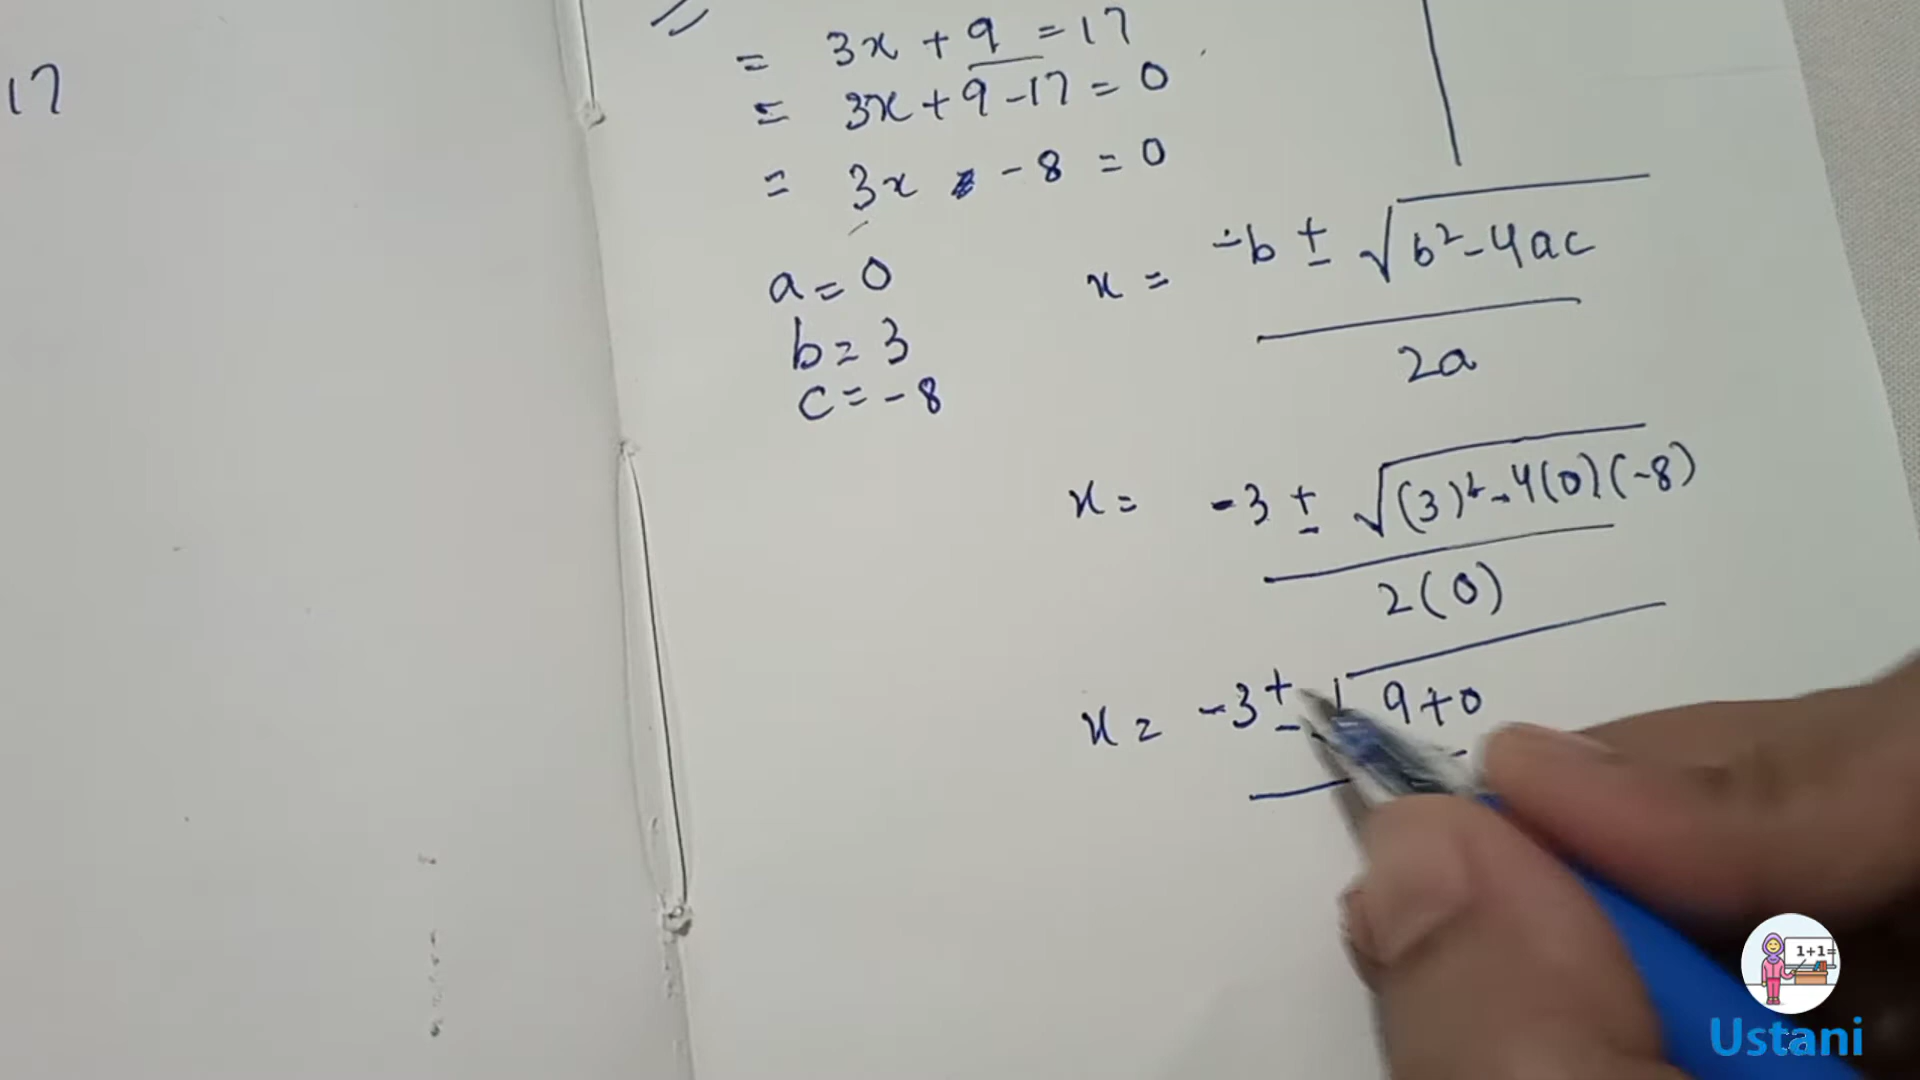 17
= 3x + 9 = 17
= 3x + 9 - 17 = 0
= 3x - 8 = 0
a = 0
b = 3
c = -8
x = -b ± √b² - 4ac
2a
x = -3 ± √(3)² - 4(0)(-8)
2(0)
x = -3 ± √9 + 0
1+1=
Ustani